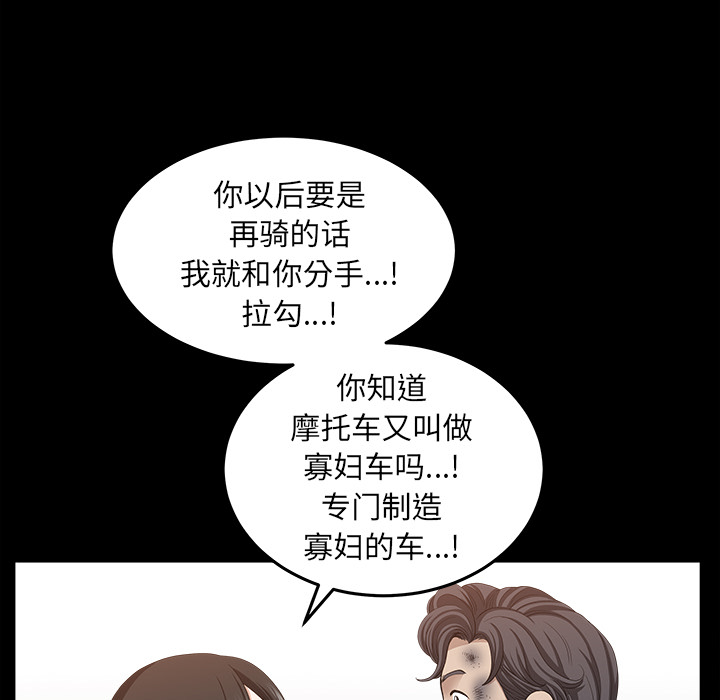 你以后要是
再骑的话
我就和你分手...!
拉勾...!
你知道
摩托车又叫做
寡妇车吗...!
专门制造
寡妇的车...!